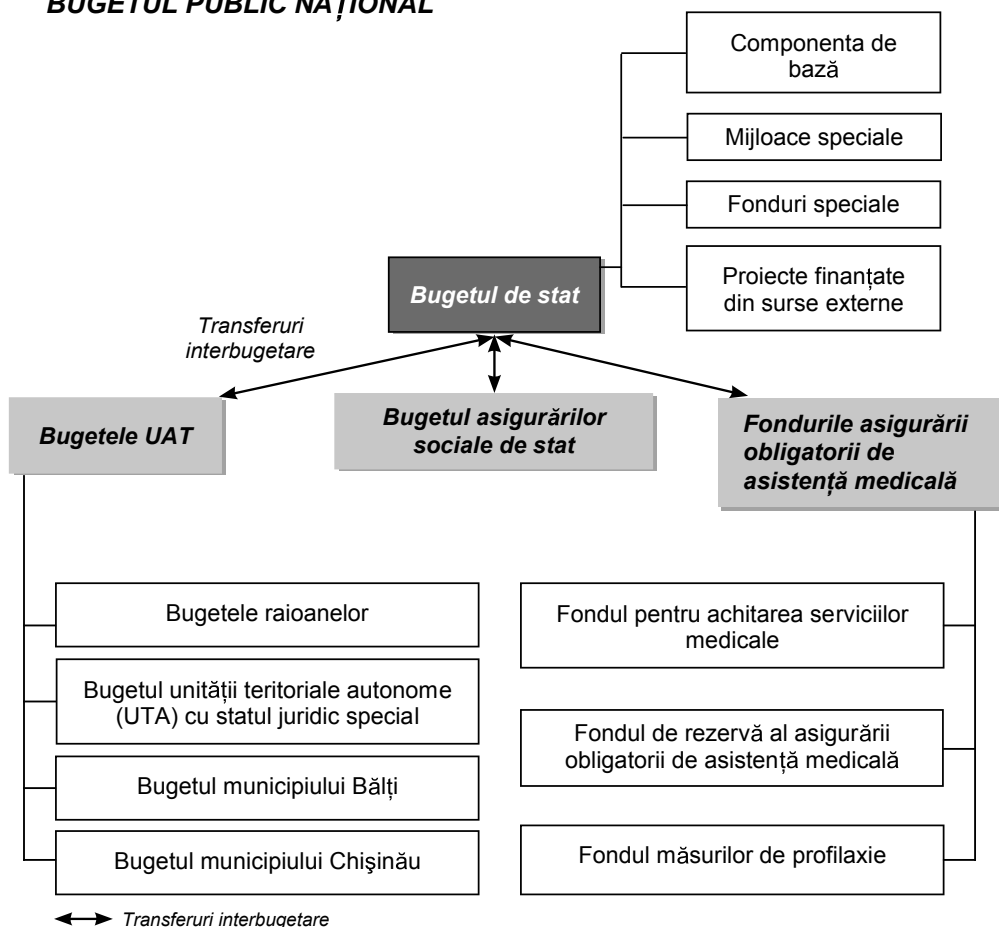 BUGETUL PUBLIC NAȚIONAL
Componenta de
bază
Mijloace speciale
Fonduri speciale
Proiecte finanțate
din surse externe
Bugetul de stat
Transferuri
interbugetare
Bugetele UAT
Bugetul asigurărilor
sociale de stat
Fondurile asigurării
obligatorii de
asistență medicală
Bugetele raioanelor
Bugetul unității teritoriale autonome
(UTA) cu statul juridic special
Bugetul municipiului Bălți
Bugetul municipiului Chişinău
Fondul pentru achitarea serviciilor
medicale
Fondul de rezervă al asigurării
obligatorii de asistență medicală
Fondul măsurilor de profilaxie
Transferuri interbugetare